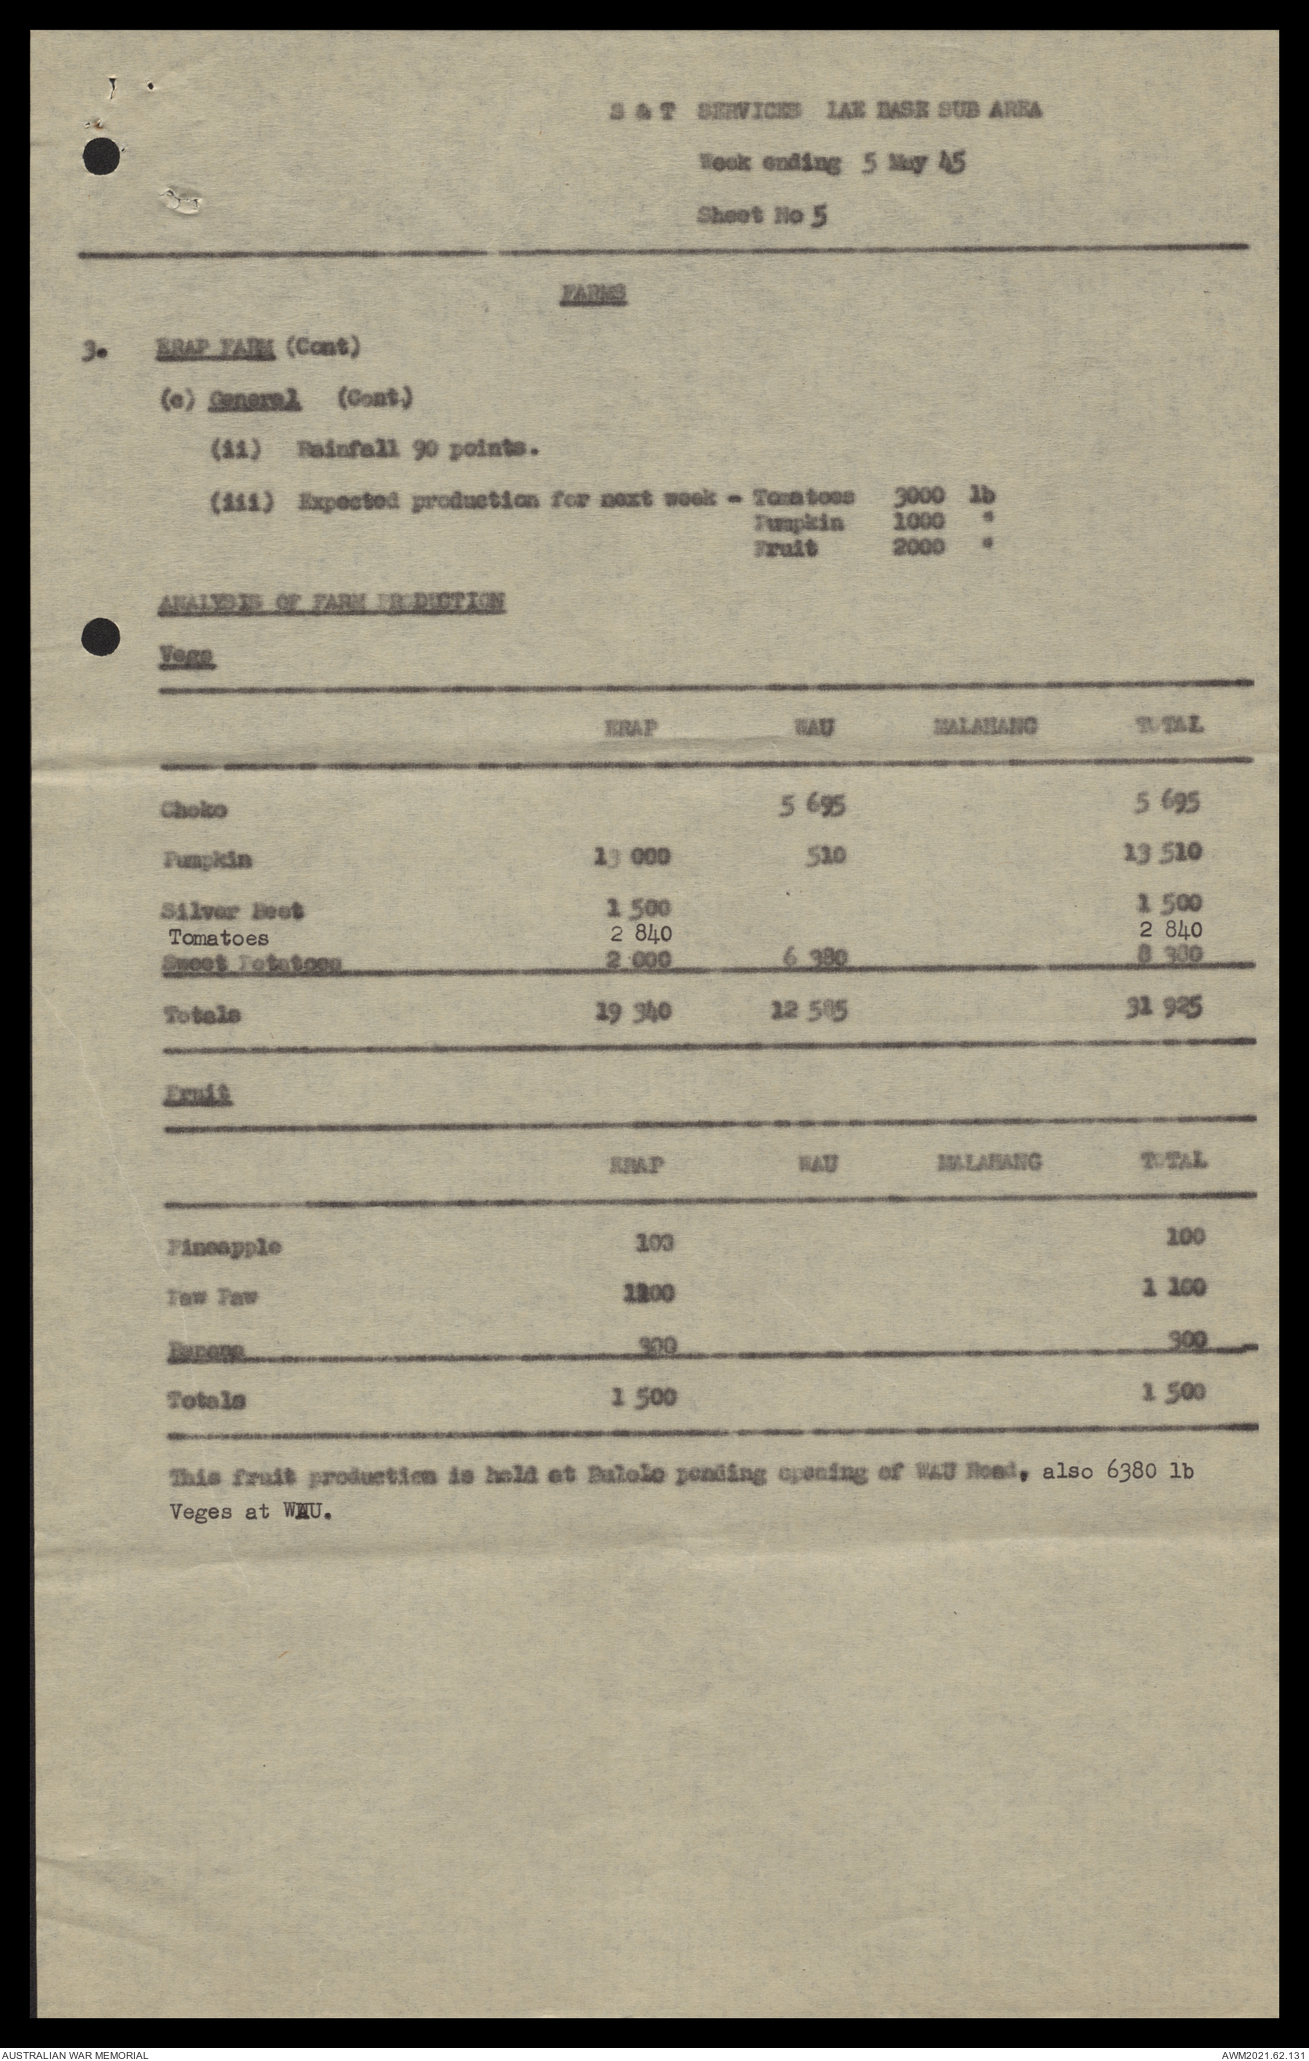 S & T SERVICES LAE BASE SUB AREA
Week ending 5 May 45
Sheet No 5
FARMS
3. ERAP FARM (Cont)
(c) General (Cont.)
(ii) Rainfall 90 points.
(iii) Expected production for next week - Tomatoes 3000 lb
Pumpkin 1000 "
Fruit 2000 "
ANALYSIS OF FARM PRODUCTION
Vegs
ERAP WAU MALAHANG TOTAL
Choko 5 695 5 695
Pumpkin 13 000 510 13 510
Silver Beet 1 500 1 500
Tomatoes 2 840 2 840
Sweet Potatoes 2 000 6 380 8 380
Totals 19 340 12 585 31 925
Fruit
ERAP WAU MALAHANG TOTAL
Pineapple 100 100
Paw Paw 1100 1 100
Banana 300 300
Totals 1 500 1 500
This fruit production is held at Bulolo pending opening of WAU Road, also 6380 lb
Veges at WAU.
AUSTRALIAN WAR MEMORIAL AWM2021.62.131